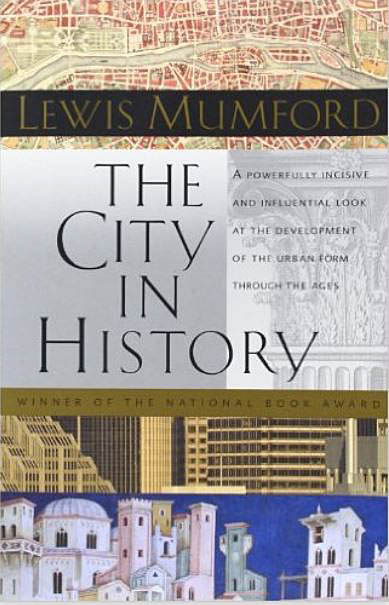 LEWIS MUMFORD
THE
CITY
IN
HISTORY
A POWERFULLY INCISIVE
AND INFLUENTIAL LOOK
AT THE DEVELOPMENT
OF THE URBAN FORM
THROUGH THE AGES
WINNER OF THE NATIONAL BOOK AWARD